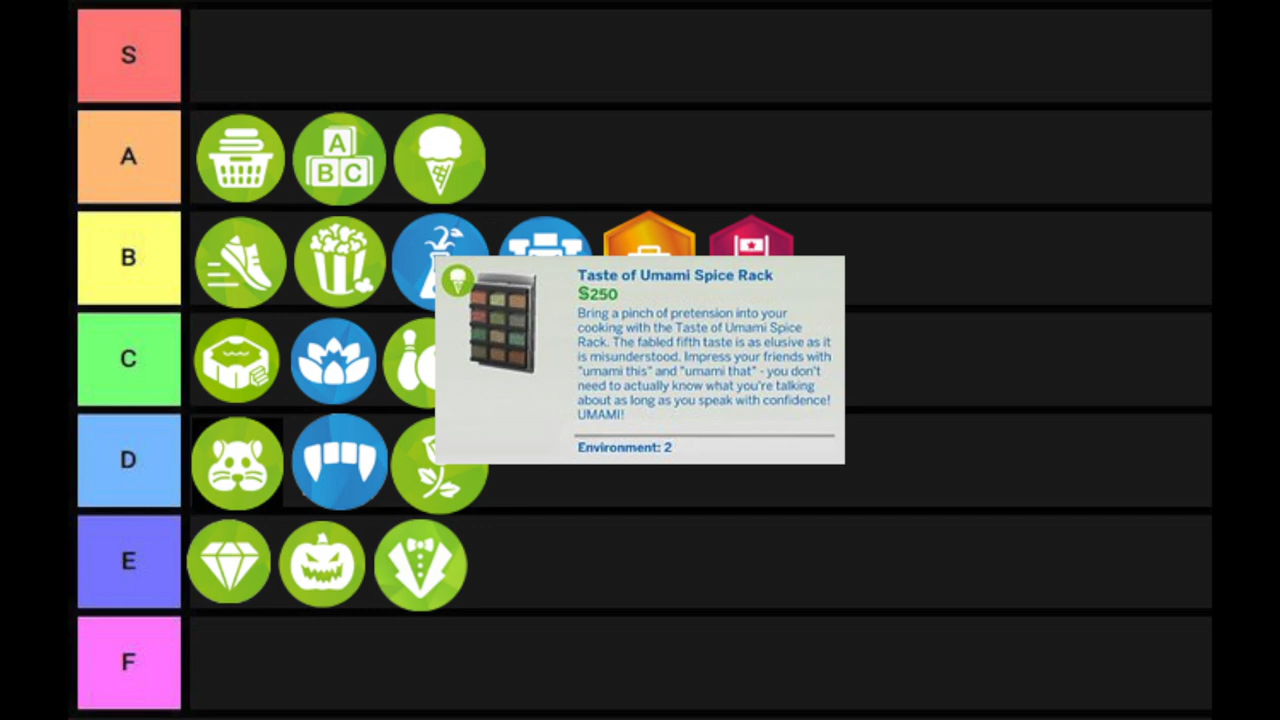 S
A
A
B C
B
Taste of Umami Spice Rack
§250
Bring a pinch of pretension into your
cooking with the Taste of Umami Spice
Rack. The fabled fifth taste is as elusive as it
is misunderstood. Impress your friends with
"umami this" and "umami that" - you don't
need to actually know what you're talking
about as long as you speak with confidence!
UMAMI!
Environment: 2
C
D
E
F